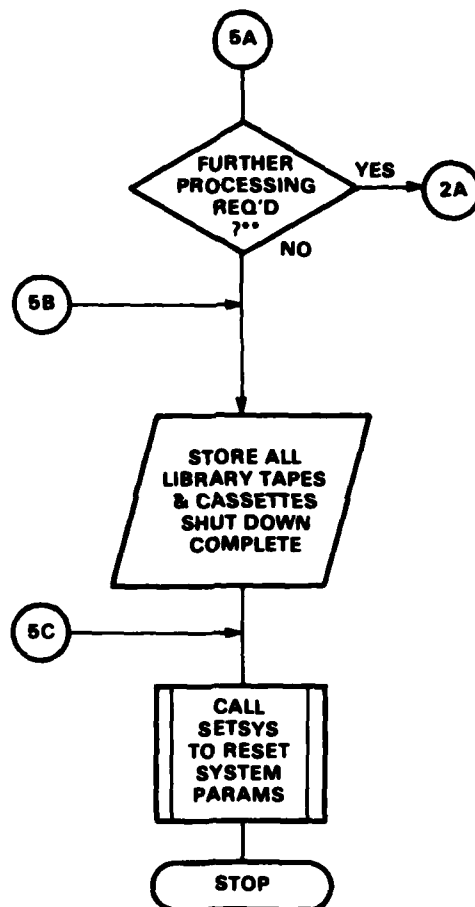 5A
FURTHER
PROCESSING
REQ'D
?**
YES
2A
NO
5B
STORE ALL
LIBRARY TAPES
& CASSETTES
SHUT DOWN
COMPLETE
5C
CALL
SETSYS
TO RESET
SYSTEM
PARAMS
STOP